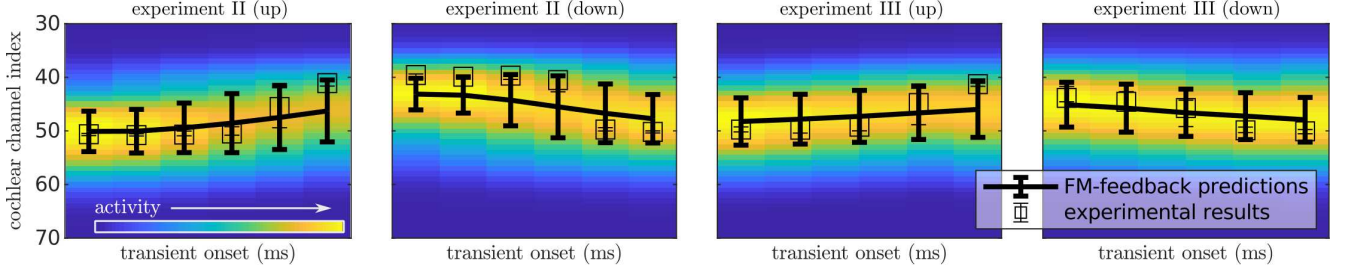 experiment II (up)
experiment II (down)
experiment III (up)
experiment III (down)
cochlear channel index
30
40
50
60
70
activity
FM-feedback predictions
experimental results
transient onset (ms)
transient onset (ms)
transient onset (ms)
transient onset (ms)